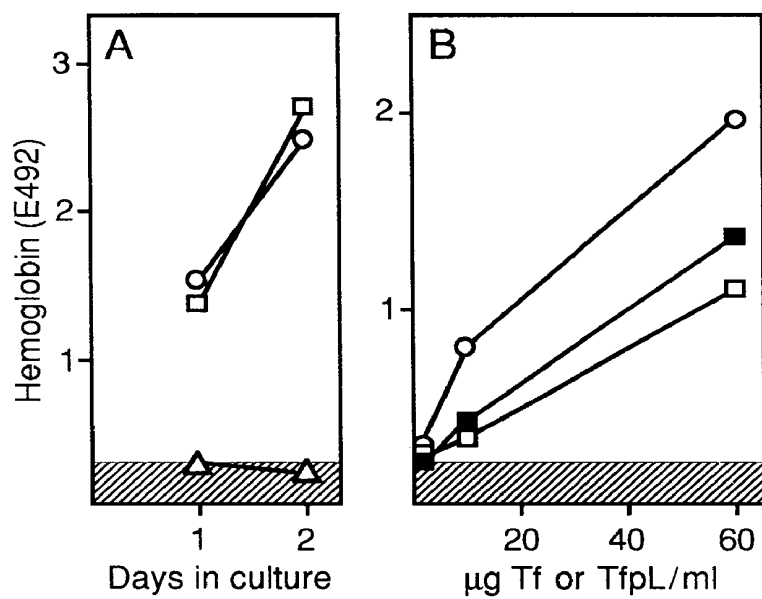 A
B
3
2
1
2
1
Hemoglobin (E492)
1 2
20 40 60
Days in culture
µg Tf or TfpL/ml